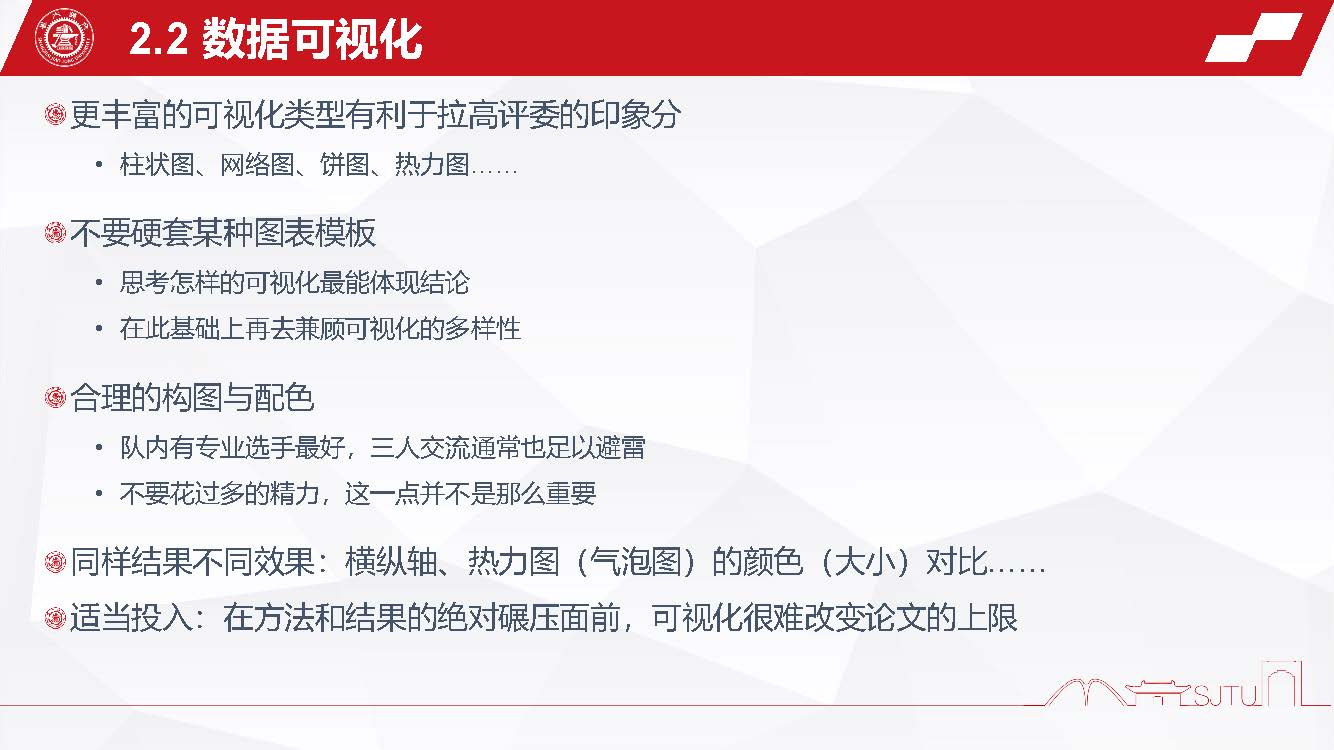 2.2 数据可视化
更丰富的可视化类型有利于拉高评委的印象分
• 柱状图、网络图、饼图、热力图……
不要硬套某种图表模板
• 思考怎样的可视化最能体现结论
• 在此基础上再去兼顾可视化的多样性
合理的构图与配色
• 队内有专业选手最好，三人交流通常也足以避雷
• 不要花过多的精力，这一点并不是那么重要
同样结果不同效果：横纵轴、热力图（气泡图）的颜色（大小）对比……
适当投入：在方法和结果的绝对碾压面前，可视化很难改变论文的上限
SJTU